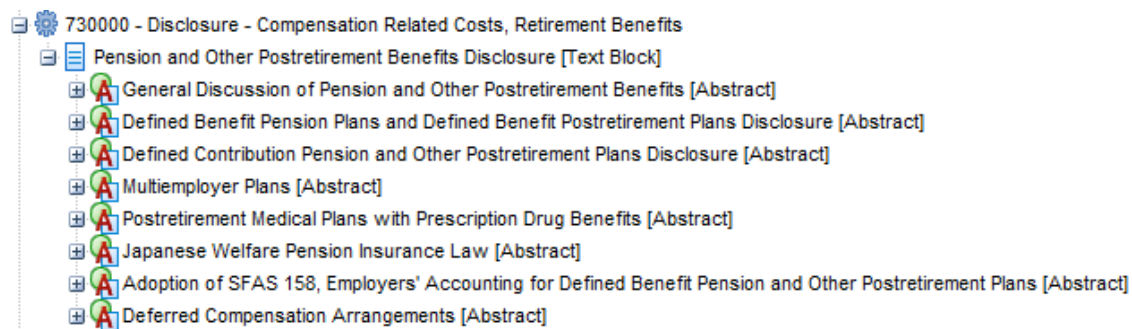 730000 - Disclosure - Compensation Related Costs, Retirement Benefits
Pension and Other Postretirement Benefits Disclosure [Text Block]
General Discussion of Pension and Other Postretirement Benefits [Abstract]
Defined Benefit Pension Plans and Defined Benefit Postretirement Plans Disclosure [Abstract]
Defined Contribution Pension and Other Postretirement Plans Disclosure [Abstract]
Multiemployer Plans [Abstract]
Postretirement Medical Plans with Prescription Drug Benefits [Abstract]
Japanese Welfare Pension Insurance Law [Abstract]
Adoption of SFAS 158, Employers' Accounting for Defined Benefit Pension and Other Postretirement Plans [Abstract]
Deferred Compensation Arrangements [Abstract]